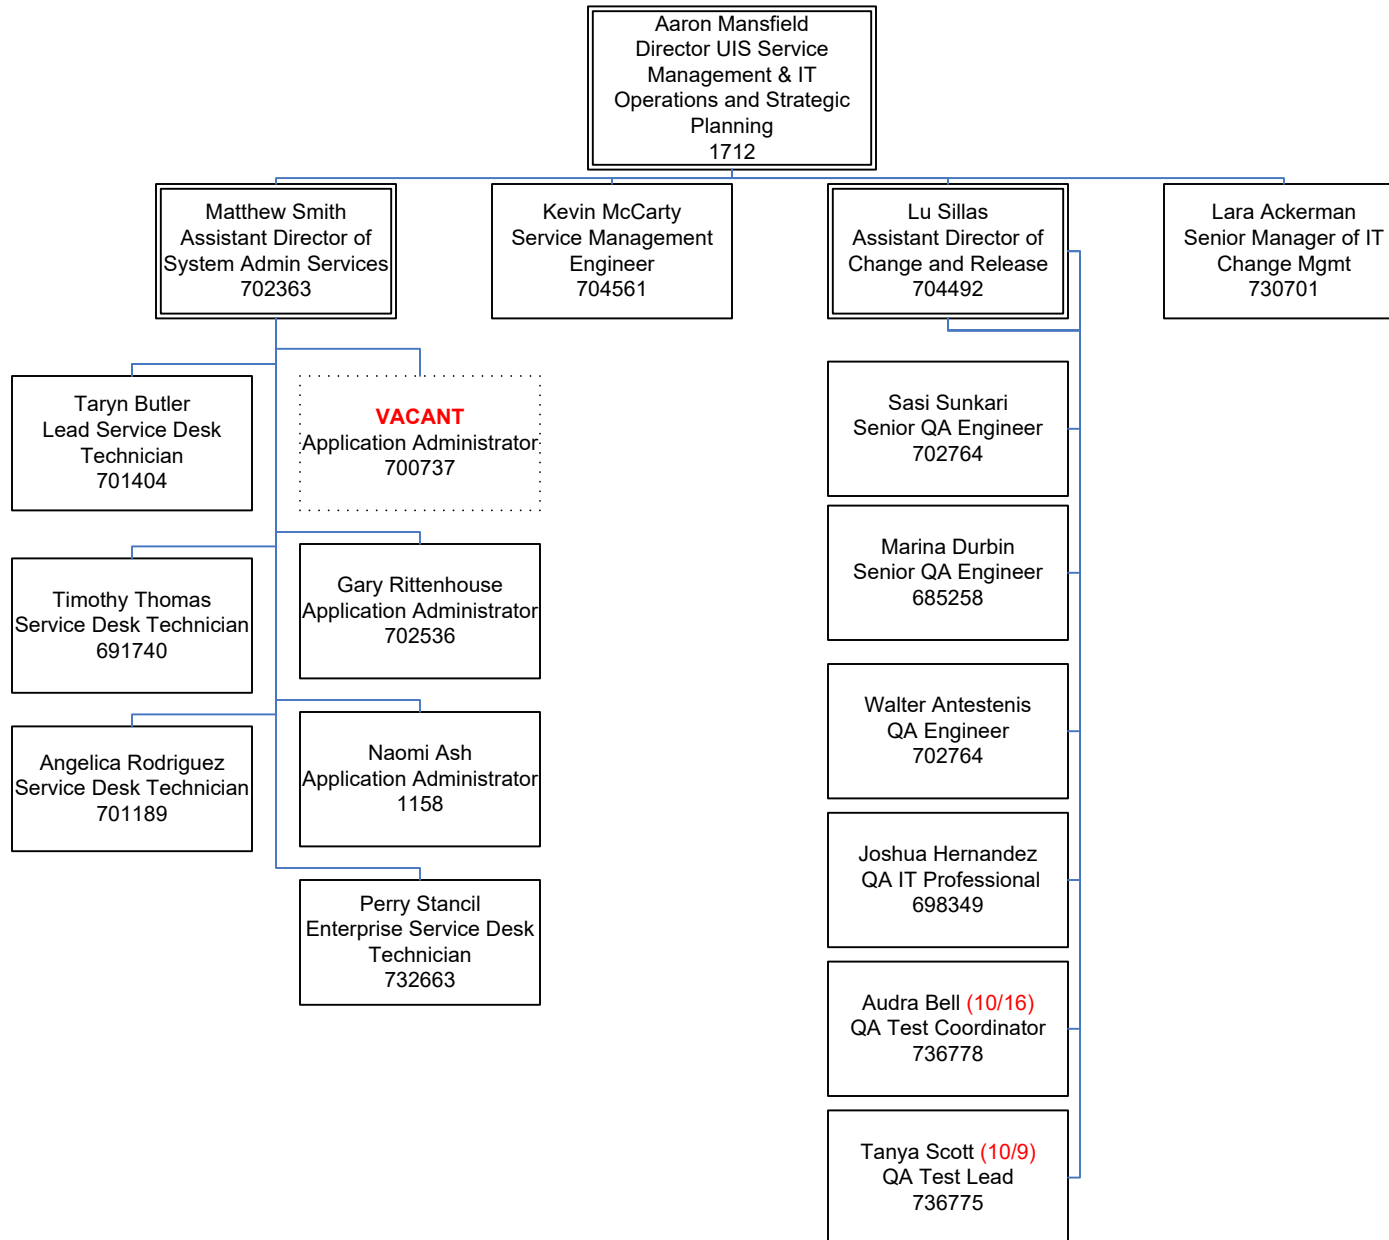 Aaron Mansfield
Director UIS Service
Management & IT
Operations and Strategic
Planning
1712
Matthew Smith
Assistant Director of
System Admin Services
702363
Kevin McCarty
Service Management
Engineer
704561
Lu Sillas
Assistant Director of
Change and Release
704492
Lara Ackerman
Senior Manager of IT
Change Mgmt
730701
Taryn Butler
Lead Service Desk
Technician
701404
VACANT
Application Administrator
700737
Timothy Thomas
Service Desk Technician
691740
Gary Rittenhouse
Application Administrator
702536
Angelica Rodriguez
Service Desk Technician
701189
Naomi Ash
Application Administrator
1158
Perry Stancil
Enterprise Service Desk
Technician
732663
Sasi Sunkari
Senior QA Engineer
702764
Marina Durbin
Senior QA Engineer
685258
Walter Antestenis
QA Engineer
702764
Joshua Hernandez
QA IT Professional
698349
Audra Bell (10/16)
QA Test Coordinator
736778
Tanya Scott (10/9)
QA Test Lead
736775